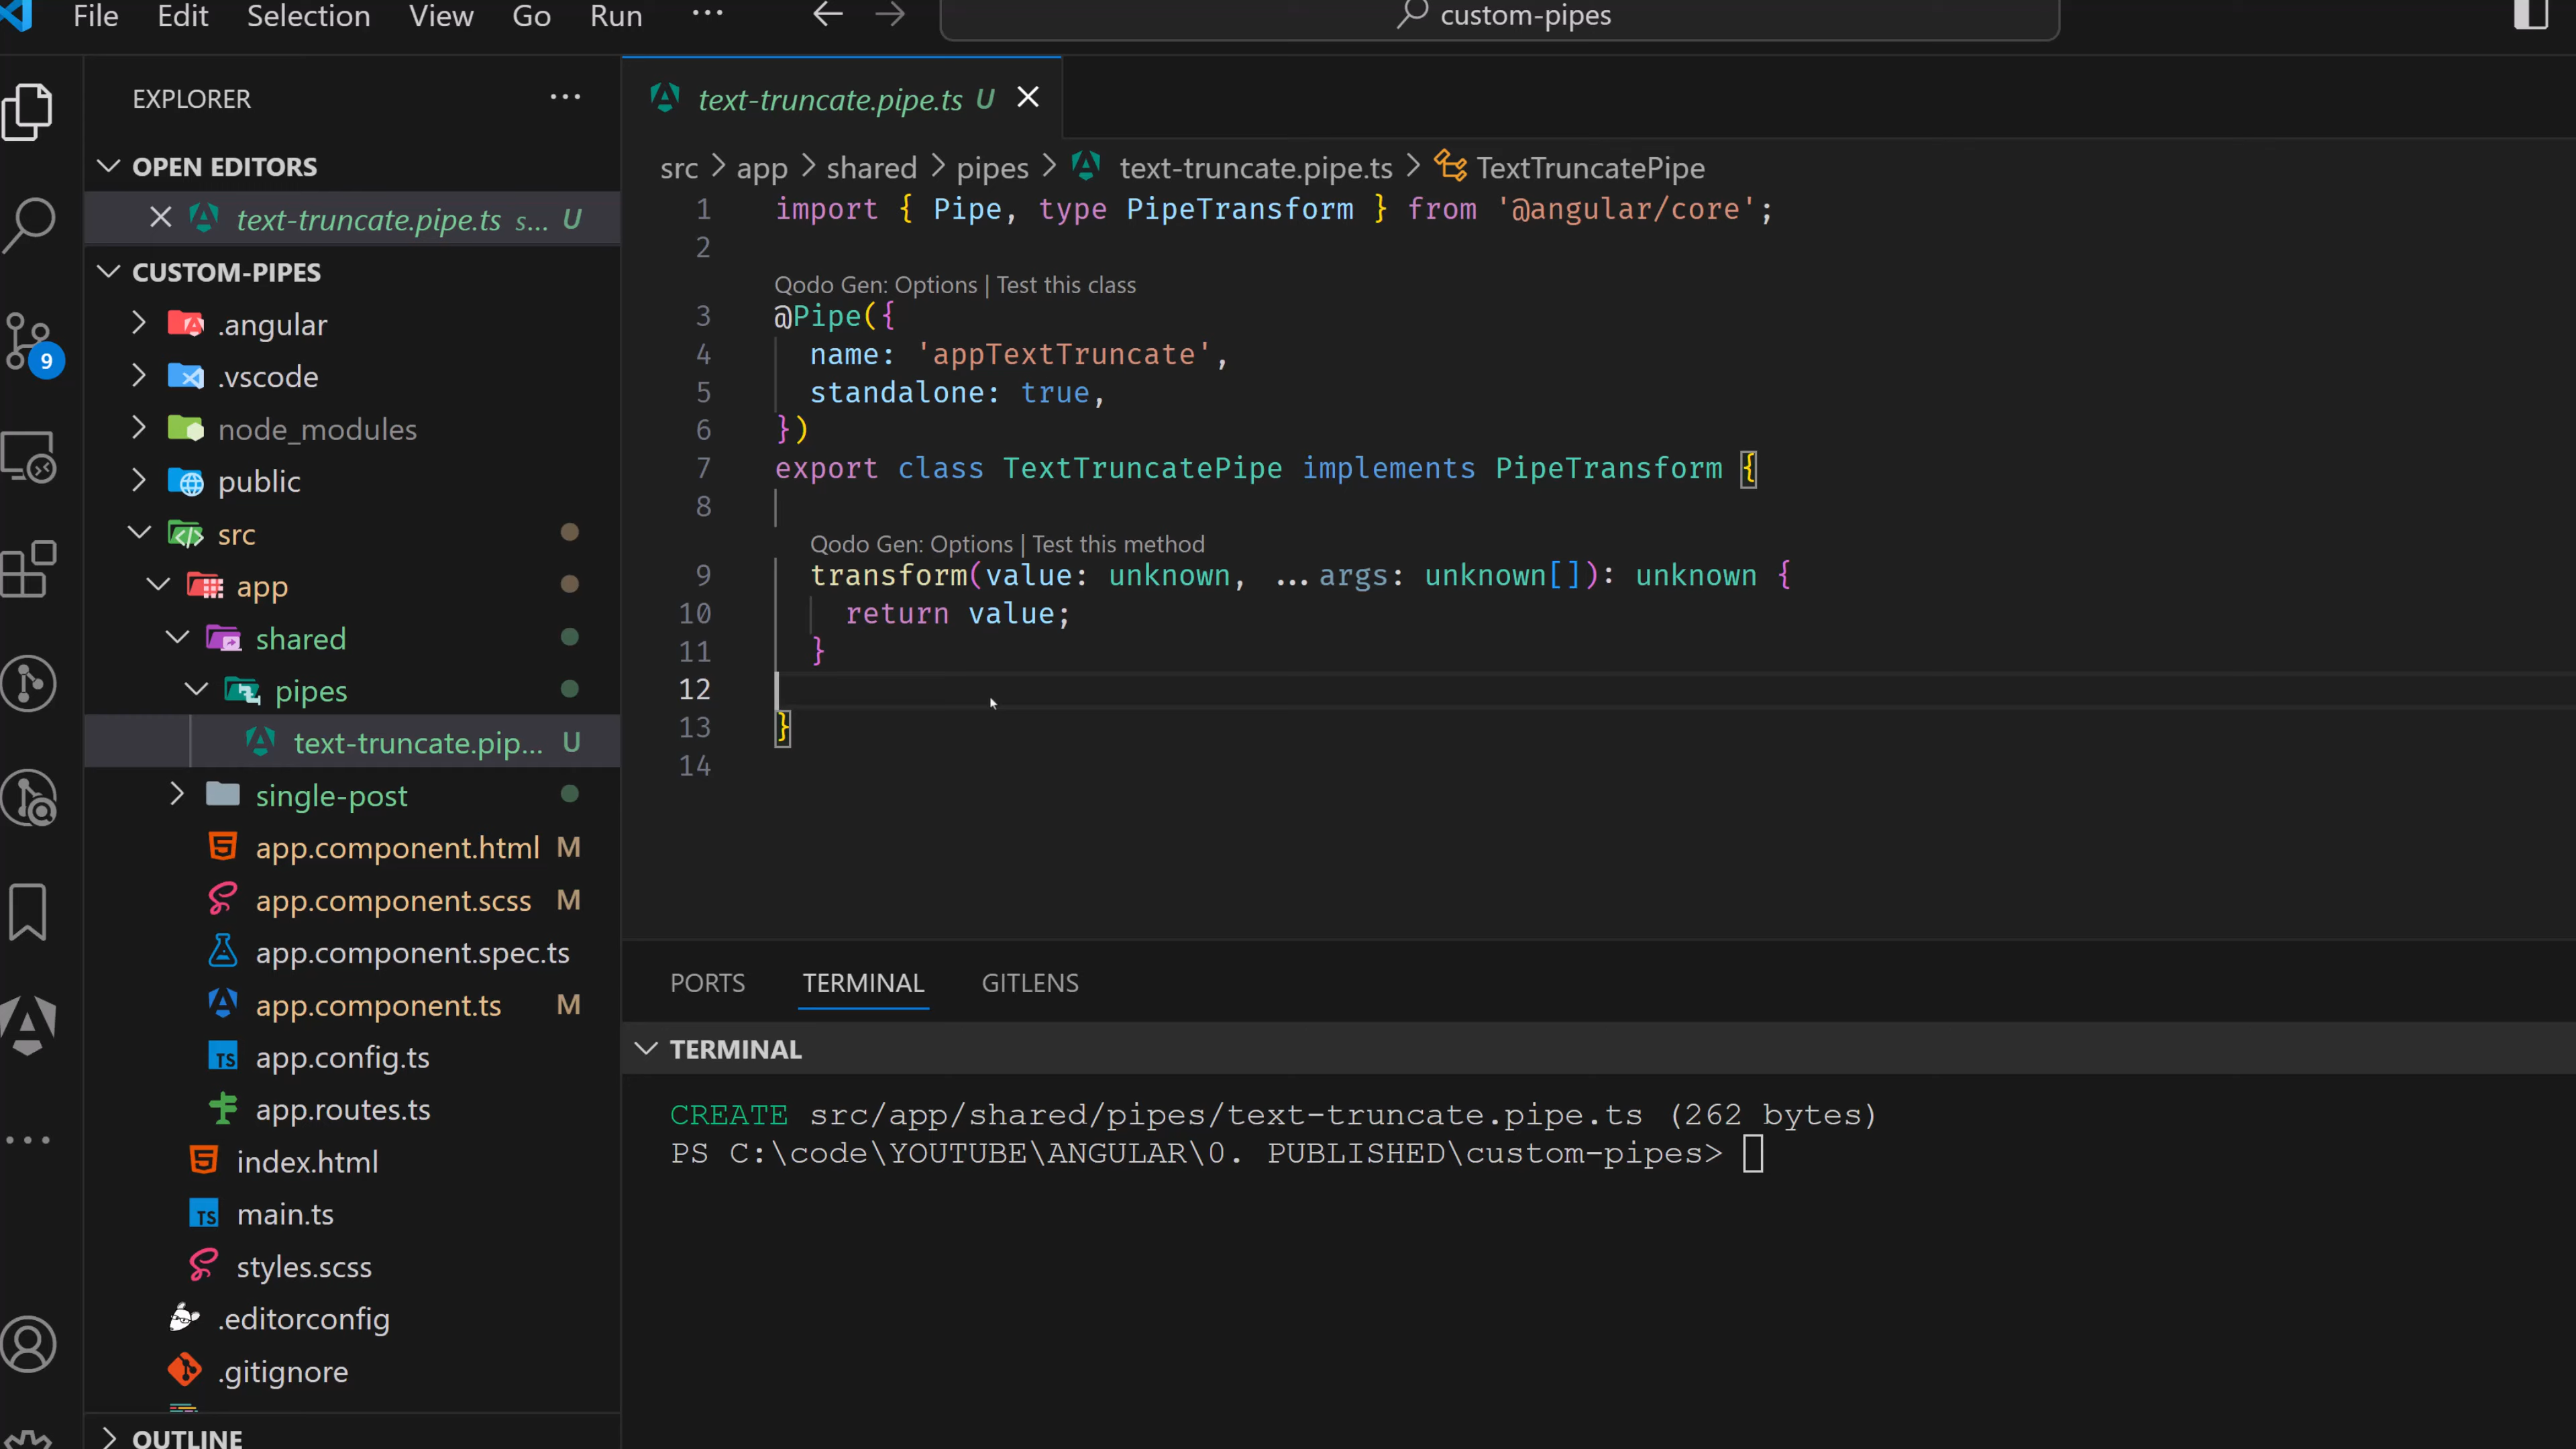 File Edit Selection View Go Run ...
custom-pipes
EXPLORER
OPEN EDITORS
text-truncate.pipe.ts s... U
CUSTOM-PIPES
.angular
.vscode
node_modules
public
src
app
shared
pipes
text-truncate.pip... U
single-post
app.component.html M
app.component.scss M
app.component.spec.ts
app.component.ts M
app.config.ts
app.routes.ts
index.html
main.ts
styles.scss
.editorconfig
.gitignore
OUTLINE
9
text-truncate.pipe.ts U
src > app > shared > pipes > text-truncate.pipe.ts > TextTruncatePipe
1 import { Pipe, type PipeTransform } from '@angular/core';
2
Qodo Gen: Options | Test this class
3 @Pipe({
4 name: 'appTextTruncate',
5 standalone: true,
6 })
7 export class TextTruncatePipe implements PipeTransform {
8
Qodo Gen: Options | Test this method
9 transform(value: unknown, ...args: unknown[]): unknown {
10 return value;
11 }
12
13 }
14
PORTS TERMINAL GITLENS
TERMINAL
CREATE src/app/shared/pipes/text-truncate.pipe.ts (262 bytes)
PS C:\code\YOUTUBE\ANGULAR\0. PUBLISHED\custom-pipes>